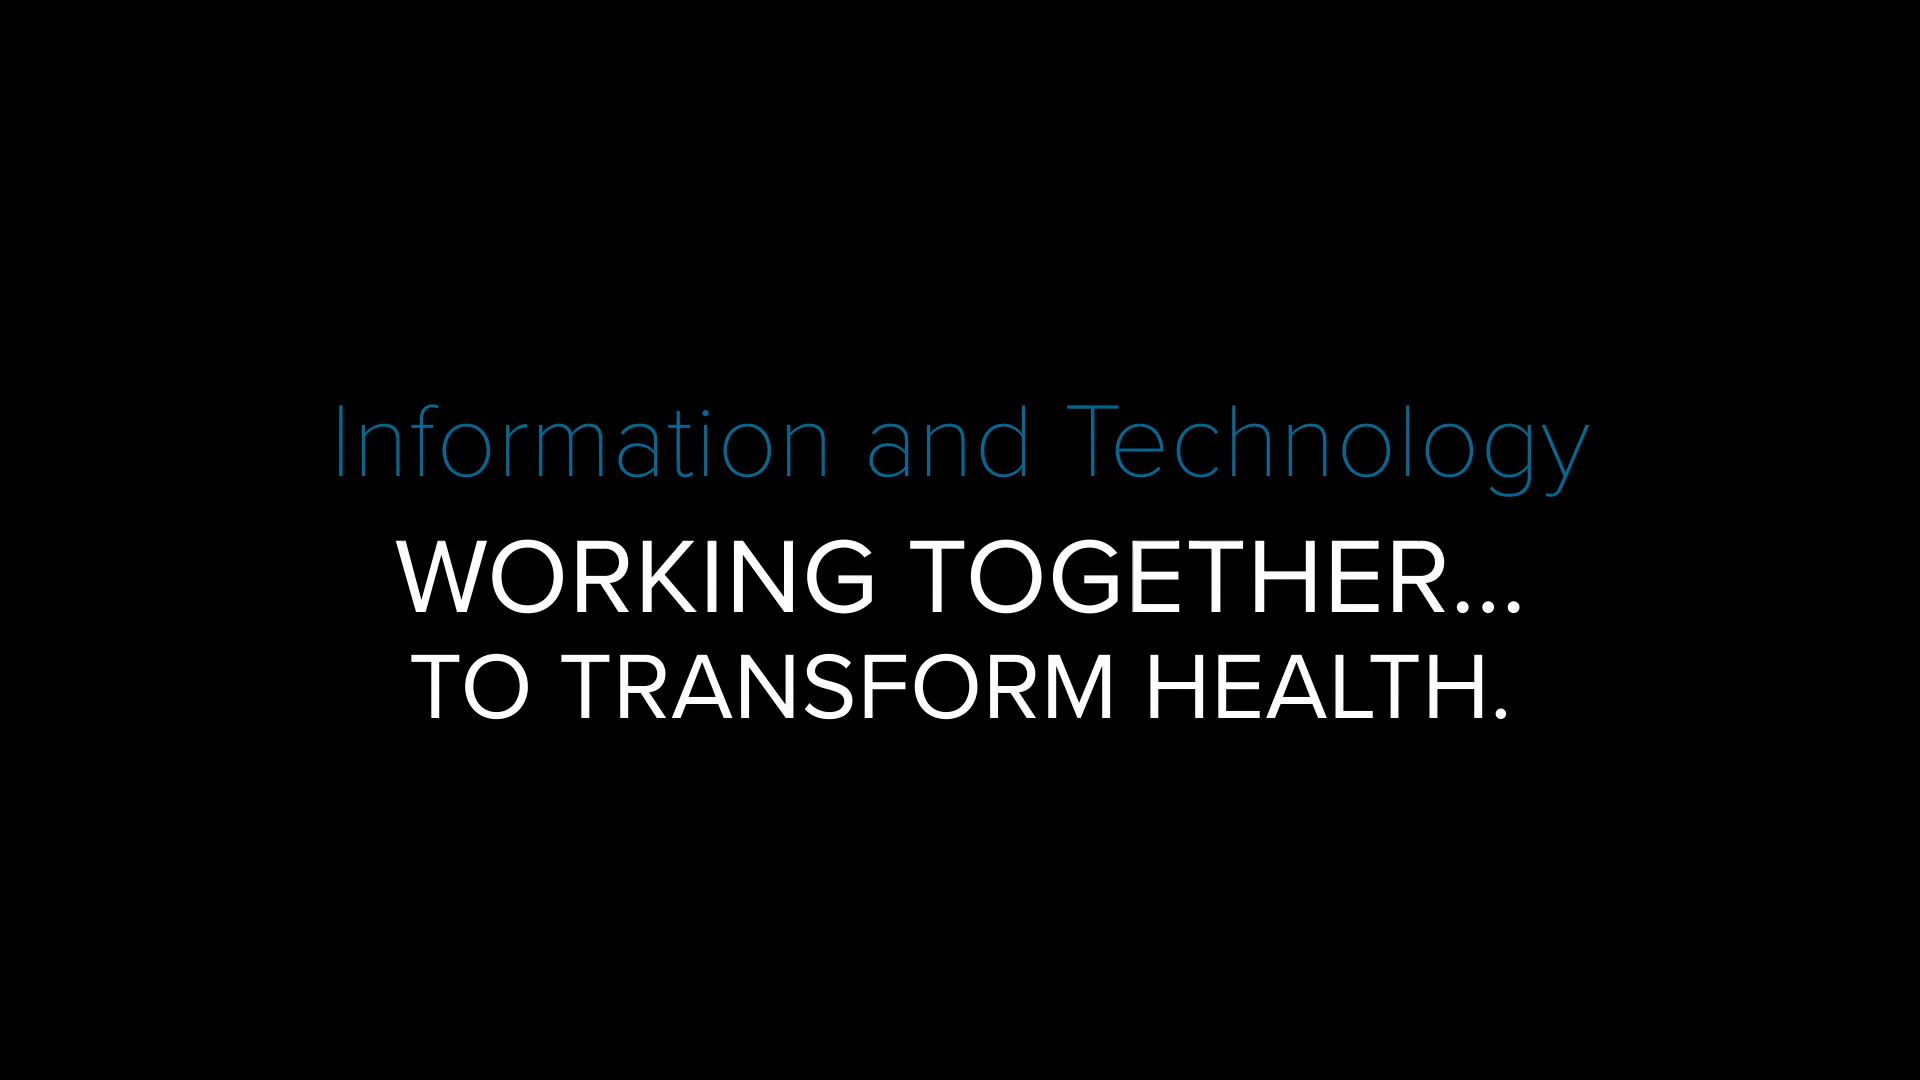 Information and Technology
WORKING TOGETHER...
TO TRANSFORM HEALTH.